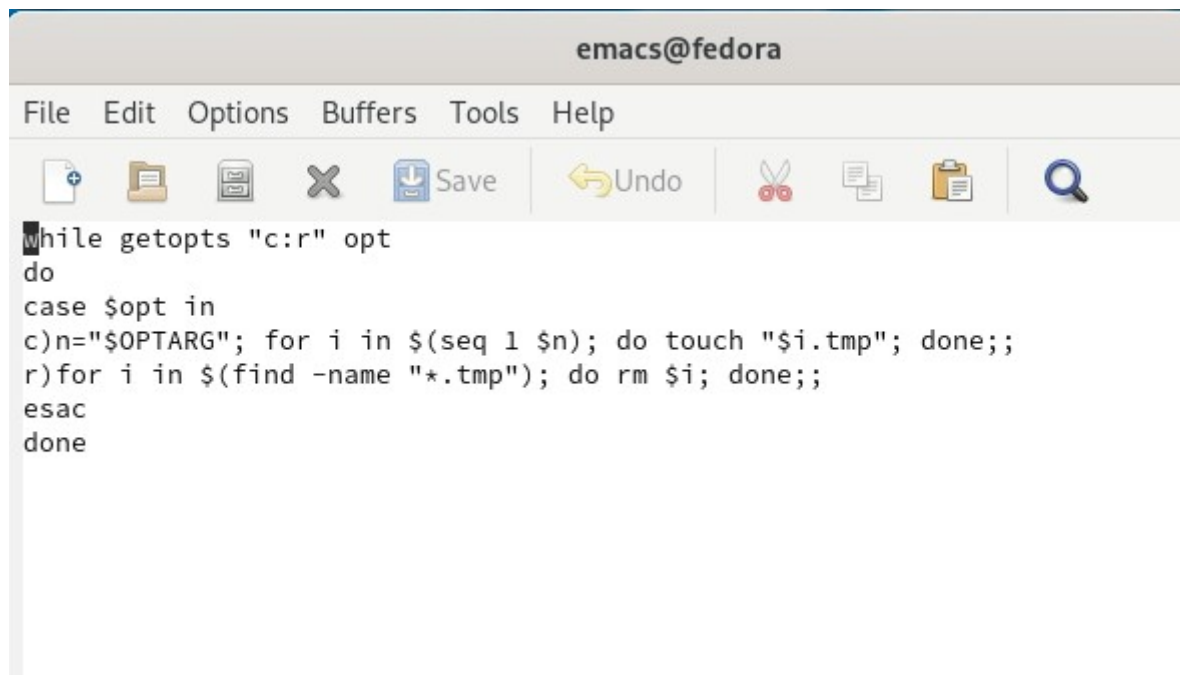 emacs@fedora
File Edit Options Buffers Tools Help
Save Undo
while getopts "c:r" opt
do
case $opt in
c)n="$OPTARG"; for i in $(seq 1 $n); do touch "$i.tmp"; done;;
r)for i in $(find -name "*.tmp"); do rm $i; done;;
esac
done